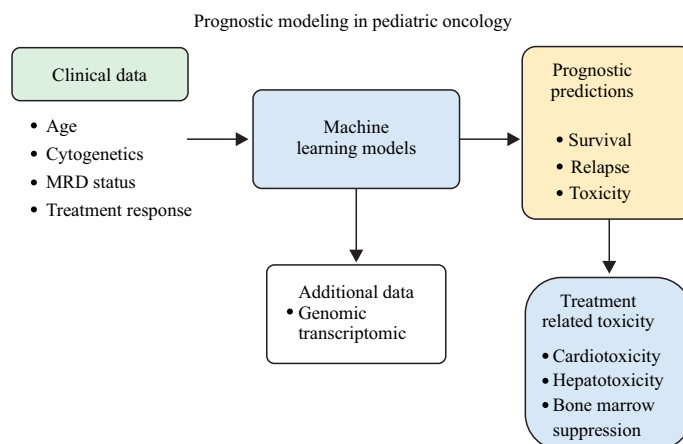 Prognostic modeling in pediatric oncology
Clinical data
• Age
• Cytogenetics
• MRD status
• Treatment response
Machine
learning models
Prognostic
predictions
• Survival
• Relapse
• Toxicity
Additional data
• Genomic
transcriptomic
Treatment
related toxicity
• Cardiotoxicity
• Hepatotoxicity
• Bone marrow
suppression